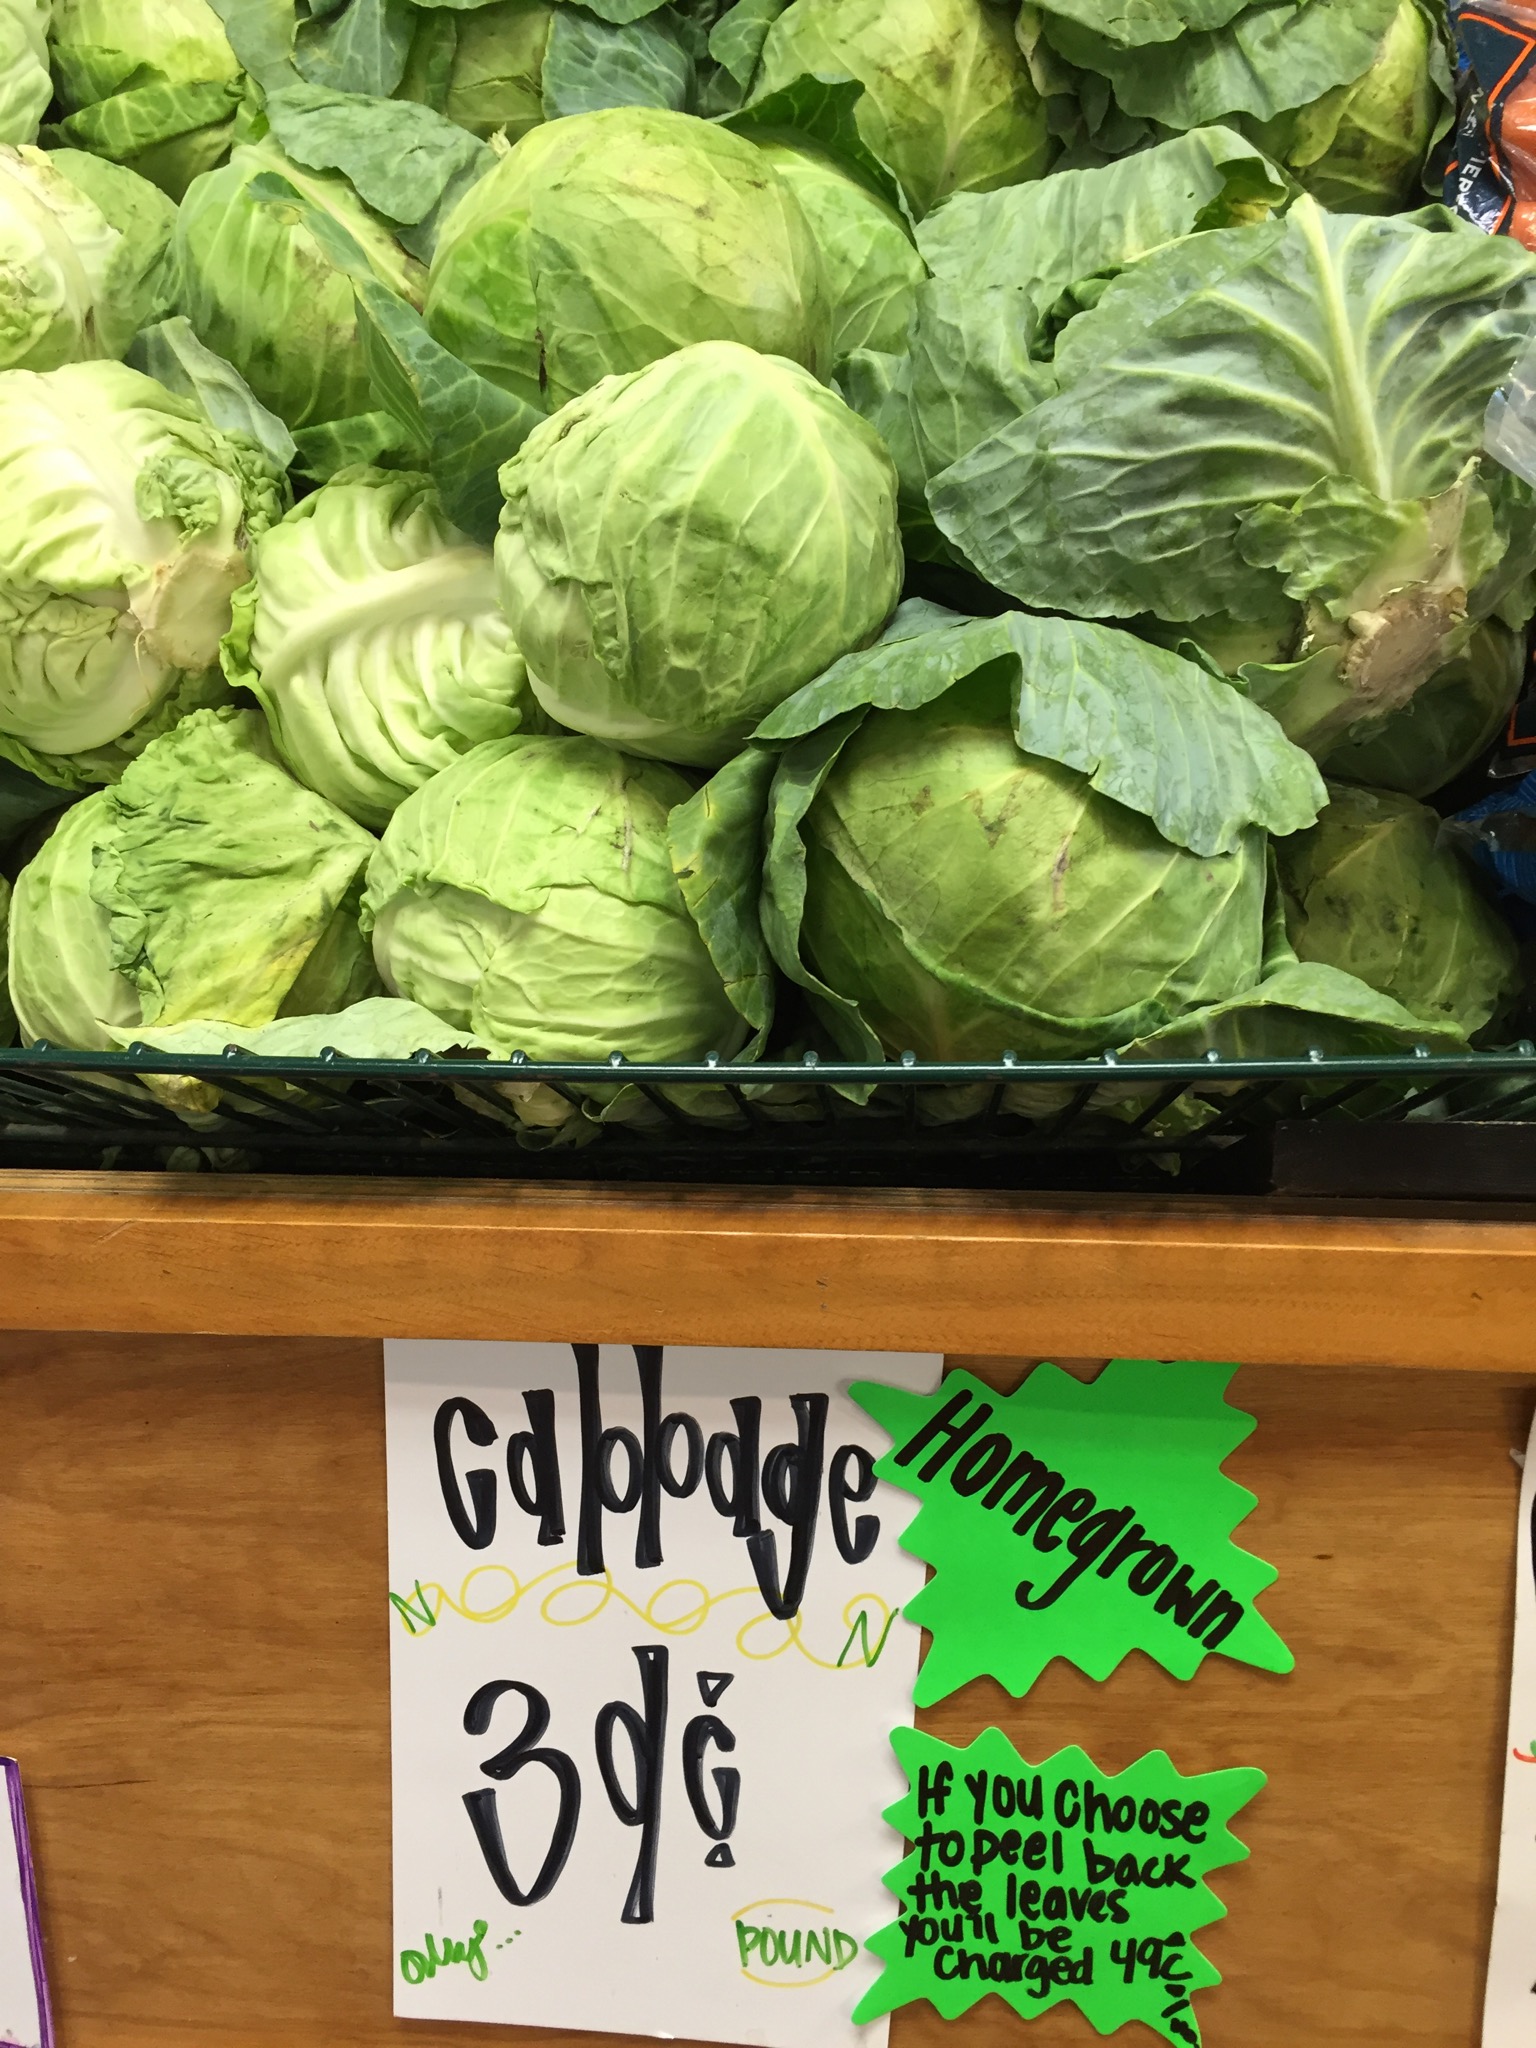 Cabbage
N N
39¢
only...
POUND
Homegrown
If you choose
to peel back
the leaves
you'll be
charged 49¢